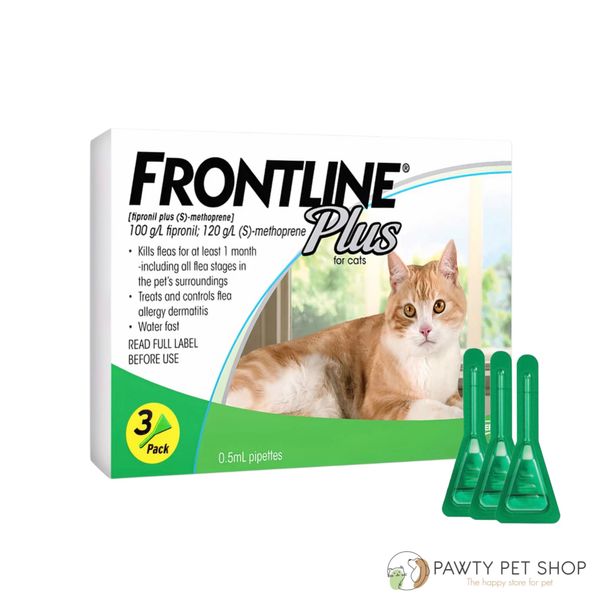 FRONTLINE®
Plus
for cats
[fipronil plus (S)-methoprene]
100 g/L fipronil; 120 g/L (S)-methoprene
• Kills fleas for at least 1 month
-including all flea stages in
the pet's surroundings
• Treats and controls flea
allergy dermatitis
• Water fast
READ FULL LABEL
BEFORE USE
3
Pack
0.5mL pipettes
PAWTY PET SHOP
The happy store for pet